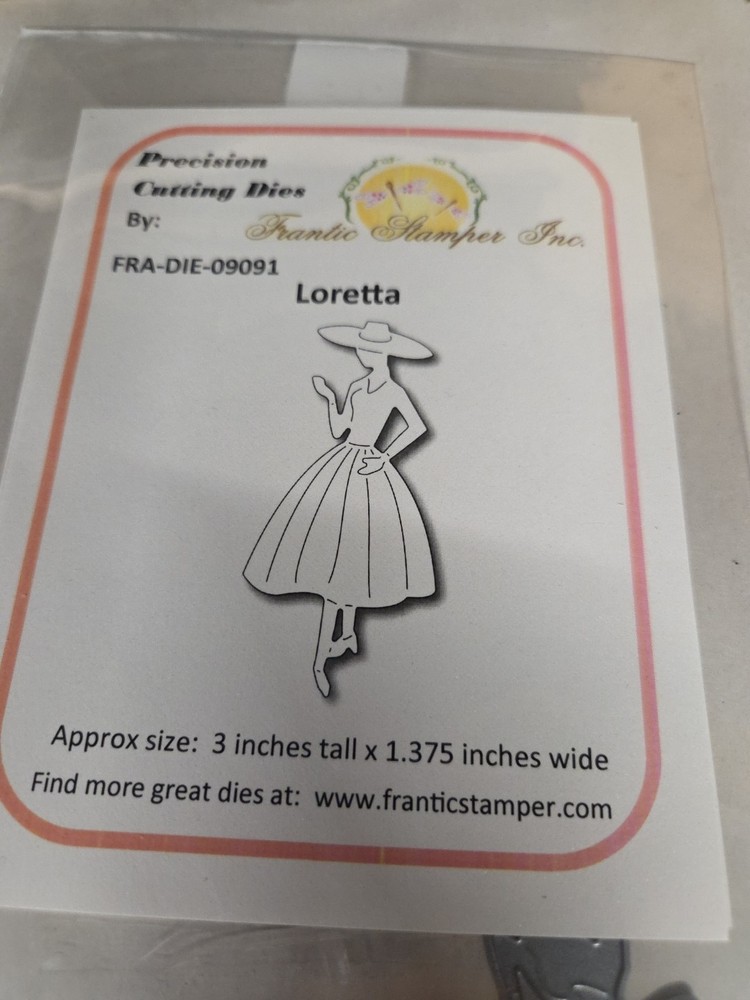 Precision
Cutting Dies
By:
Frantic Stamper Inc.
FRA-DIE-09091
Loretta
Approx size: 3 inches tall x 1.375 inches wide
Find more great dies at: www.franticstamper.com